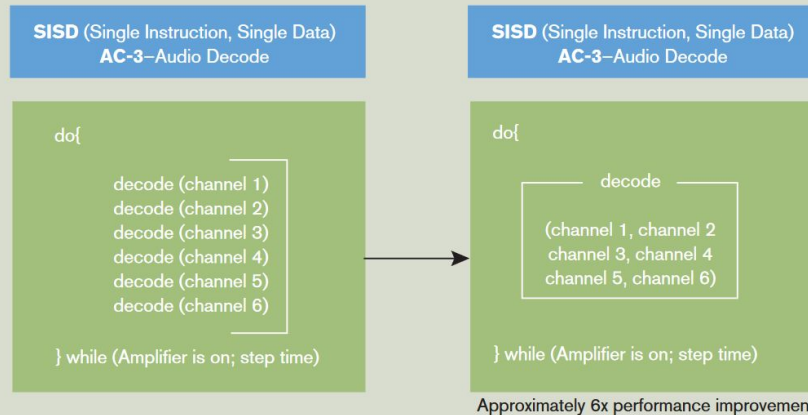 SISD (Single Instruction, Single Data)
AC-3–Audio Decode
do{
decode (channel 1)
decode (channel 2)
decode (channel 3)
decode (channel 4)
decode (channel 5)
decode (channel 6)
} while (Amplifier is on; step time)
SISD (Single Instruction, Single Data)
AC-3–Audio Decode
do{
decode
(channel 1, channel 2
channel 3, channel 4
channel 5, channel 6)
} while (Amplifier is on; step time)
Approximately 6x performance improvemen